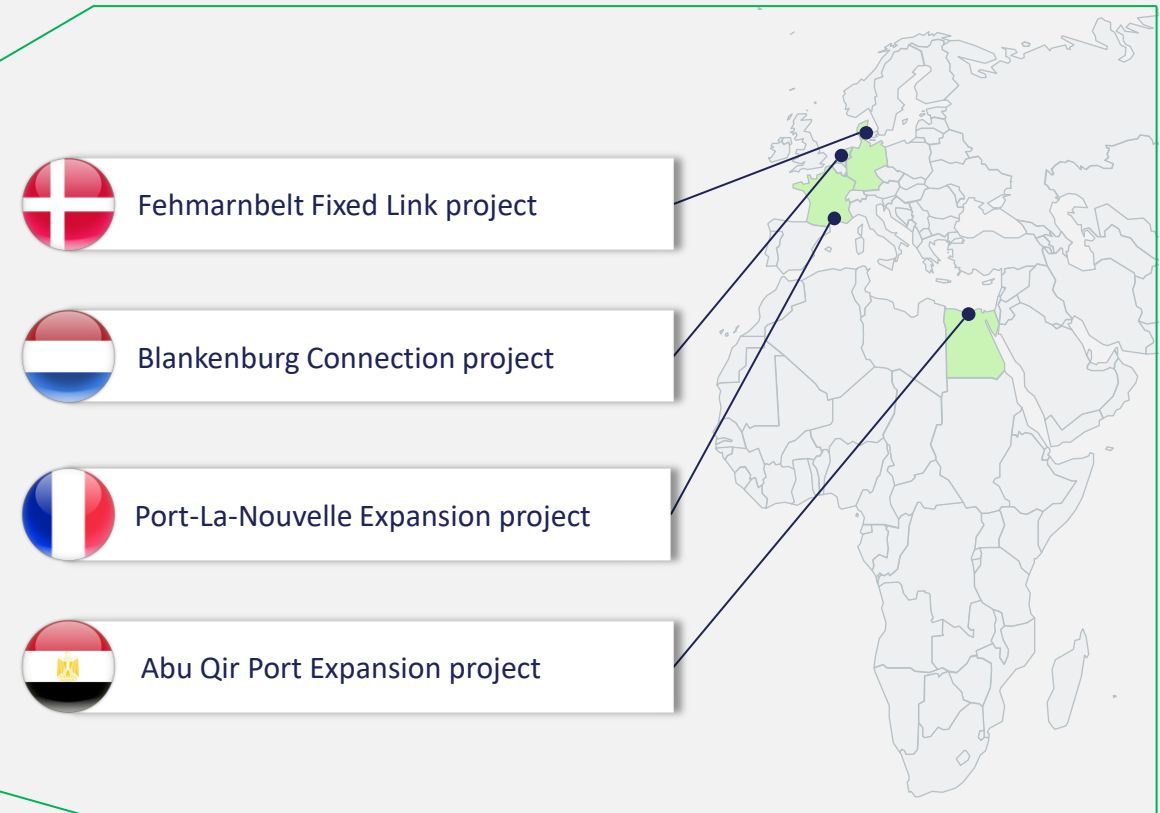 Fehmarnbelt Fixed Link project
Blankenburg Connection project
Port-La-Nouvelle Expansion project
Abu Qir Port Expansion project